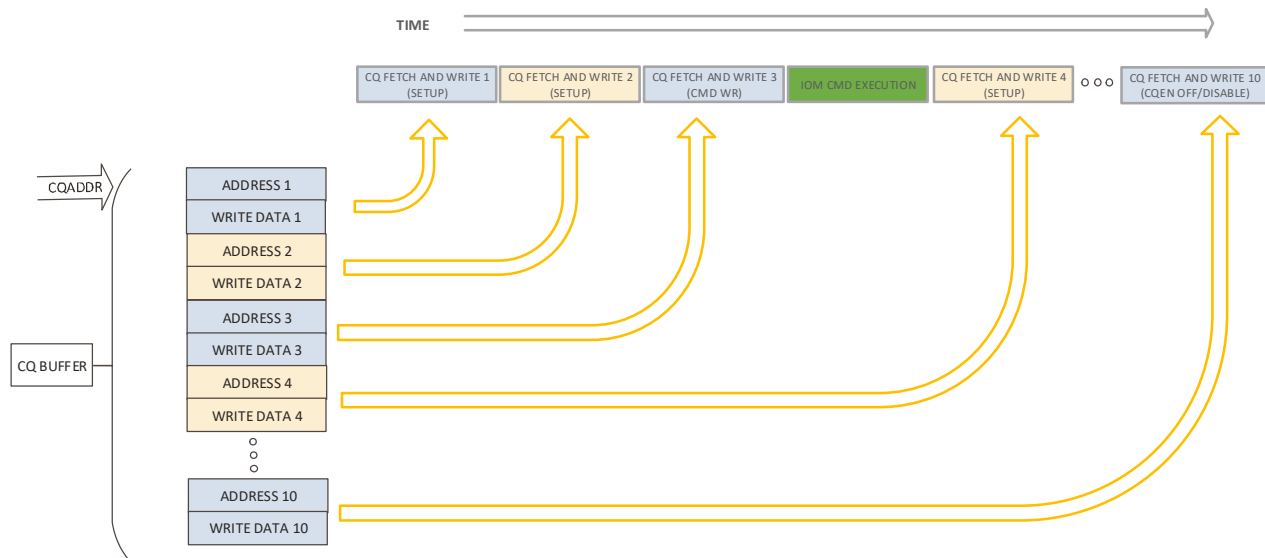 TIME
CQ FETCH AND WRITE 1
(SETUP)
CQ FETCH AND WRITE 2
(SETUP)
CQ FETCH AND WRITE 3
(CMD WR)
IOM CMD EXECUTION
CQ FETCH AND WRITE 4
(SETUP)
CQ FETCH AND WRITE 10
(CQEN OFF/DISABLE)
CQADDR
ADDRESS 1
WRITE DATA 1
ADDRESS 2
WRITE DATA 2
ADDRESS 3
WRITE DATA 3
CQ BUFFER
ADDRESS 4
WRITE DATA 4
ADDRESS 10
WRITE DATA 10